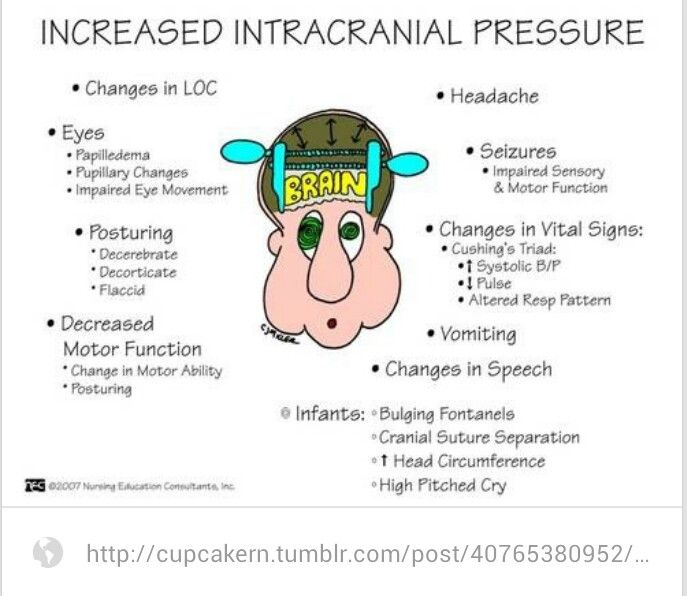 INCREASED INTRACRANIAL PRESSURE
• Changes in LOC
• Eyes
• Papilledema
• Pupillary Changes
• Impaired Eye Movement
• Posturing
• Decerebrate
• Decorticate
• Flaccid
• Decreased
Motor Function
• Change in Motor Ability
• Posturing
BRAIN
• Headache
• Seizures
• Impaired Sensory
& Motor Function
• Changes in Vital Signs:
• Cushing's Triad:
•↑ Systolic B/P
•↓ Pulse
• Altered Resp Pattern
• Vomiting
• Changes in Speech
Infants: ◦ Bulging Fontanels
◦ Cranial Suture Separation
◦ ↑ Head Circumference
◦ High Pitched Cry
©2007 Nursing Education Consultants, Inc.
http://cupcakern.tumblr.com/post/40765380952/...